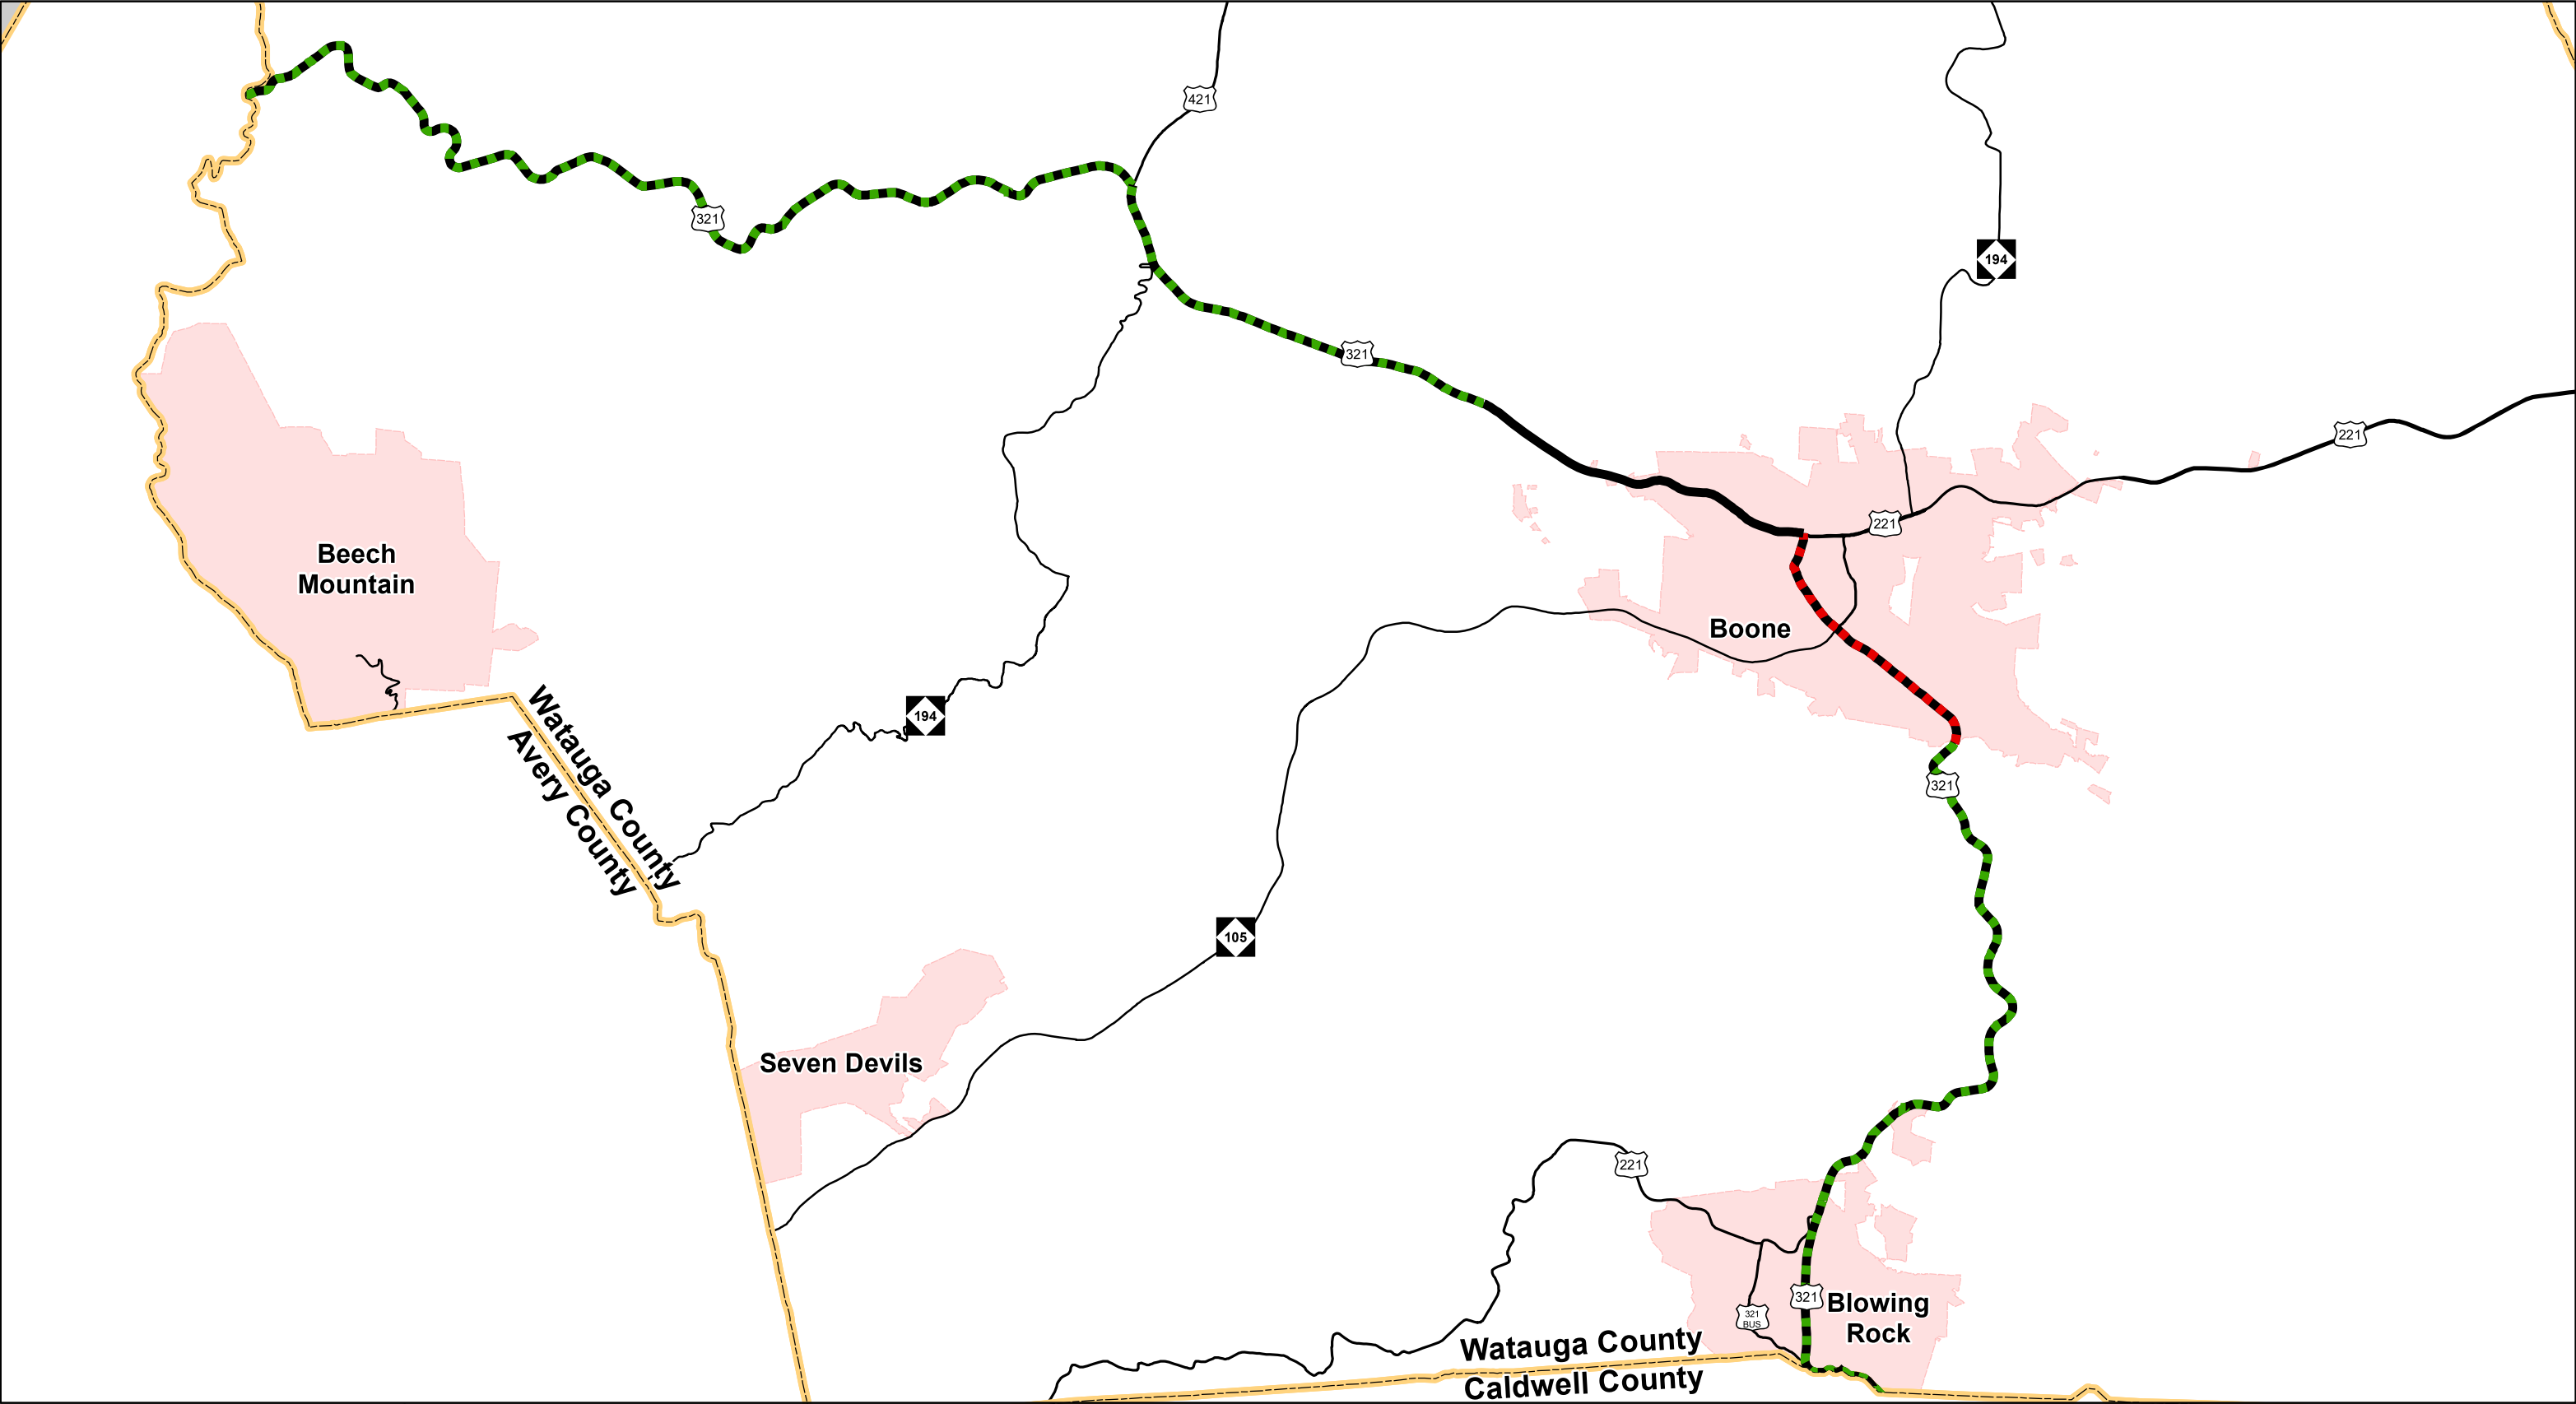 421
321
194
321
221
221
Beech
Mountain
Boone
194
Watauga County
Avery County
321
105
Seven Devils
221
321
321
BUS
Blowing
Rock
Watauga County
Caldwell County